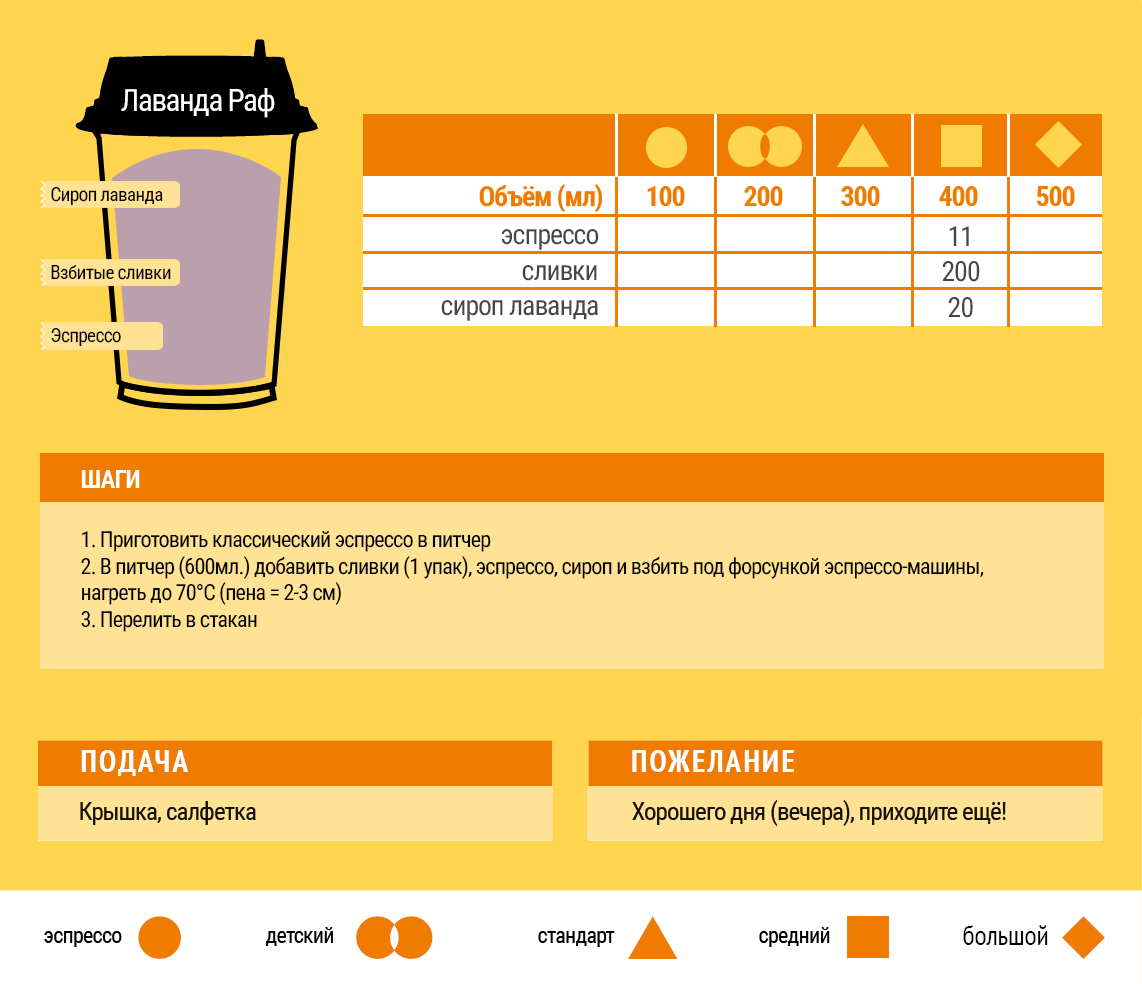 Лаванда Раф
Сироп лаванда
Взбитые сливки
Эспрессо
Объём (мл) 100 200 300 400 500
эспрессо 11
сливки 200
сироп лаванда 20
ШАГИ
1. Приготовить классический эспрессо в питчер
2. В питчер (600мл.) добавить сливки (1 упак), эспрессо, сироп и взбить под форсункой эспрессо-машины,
нагреть до 70°С (пена = 2-3 см)
3. Перелить в стакан
ПОДАЧА
Крышка, салфетка
ПОЖЕЛАНИЕ
Хорошего дня (вечера), приходите ещё!
эспрессо детский стандарт средний большой